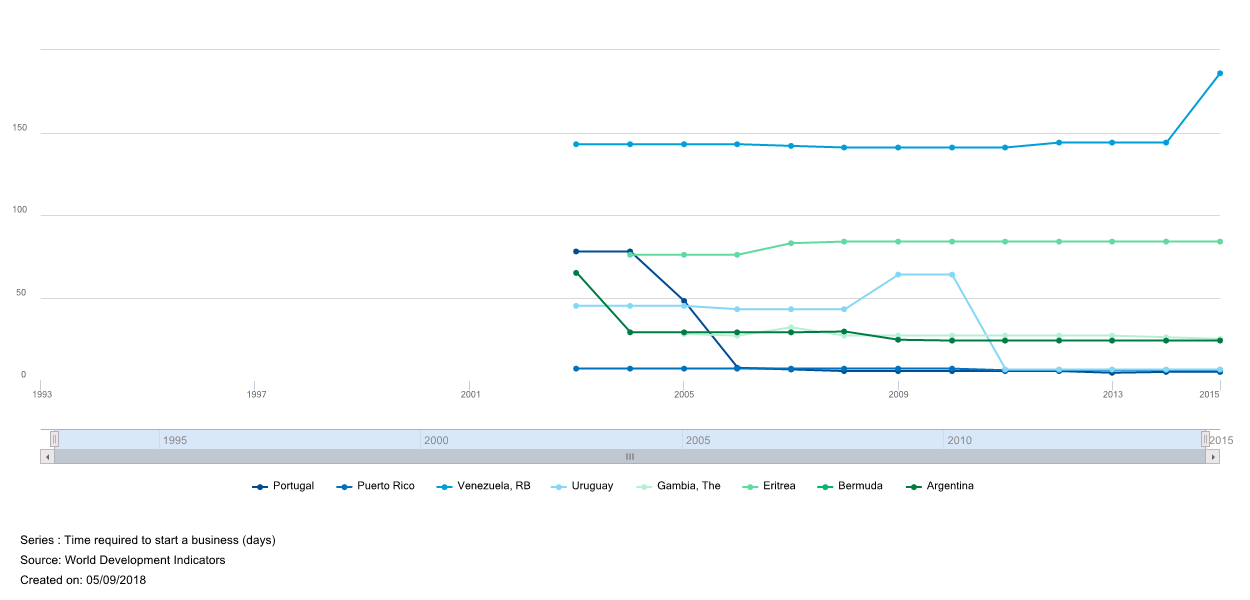 150
100
50
0
1993 1997 2001 2005 2009 2013 2015
1995 2000 2005 2010 2015
Portugal Puerto Rico Venezuela, RB Uruguay Gambia, The Eritrea Bermuda Argentina
Series : Time required to start a business (days)
Source: World Development Indicators
Created on: 05/09/2018